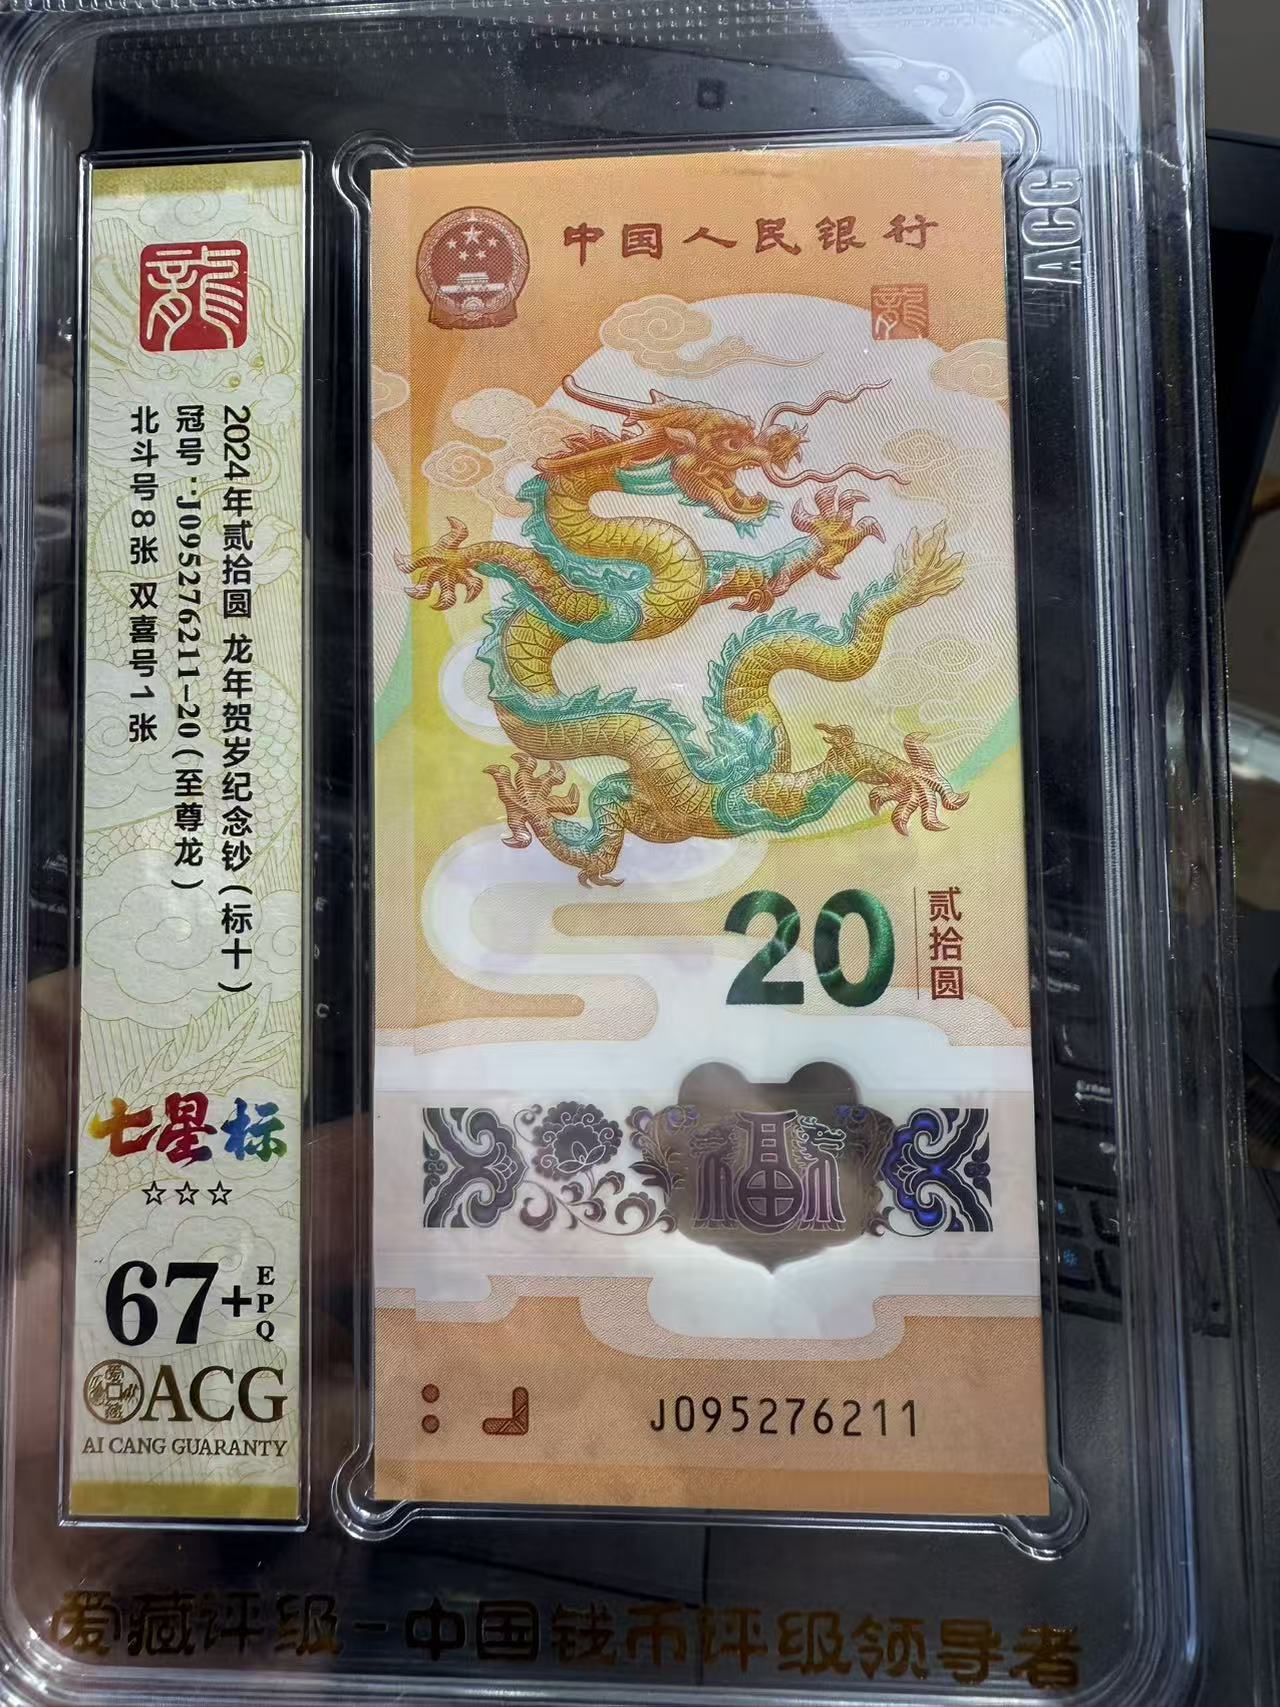 龍
2024年贰拾圆 龙年贺岁纪念钞(标十)
冠号:J095276211-20(至尊龙)
北斗号8张 双喜号1张
七星标
☆☆☆
67+EPQ
ACG
AI CANG GUARANTY
中国人民银行
龍
20
贰拾圆
福
J095276211
ACG
爱藏评级-中国钱币评级领导者